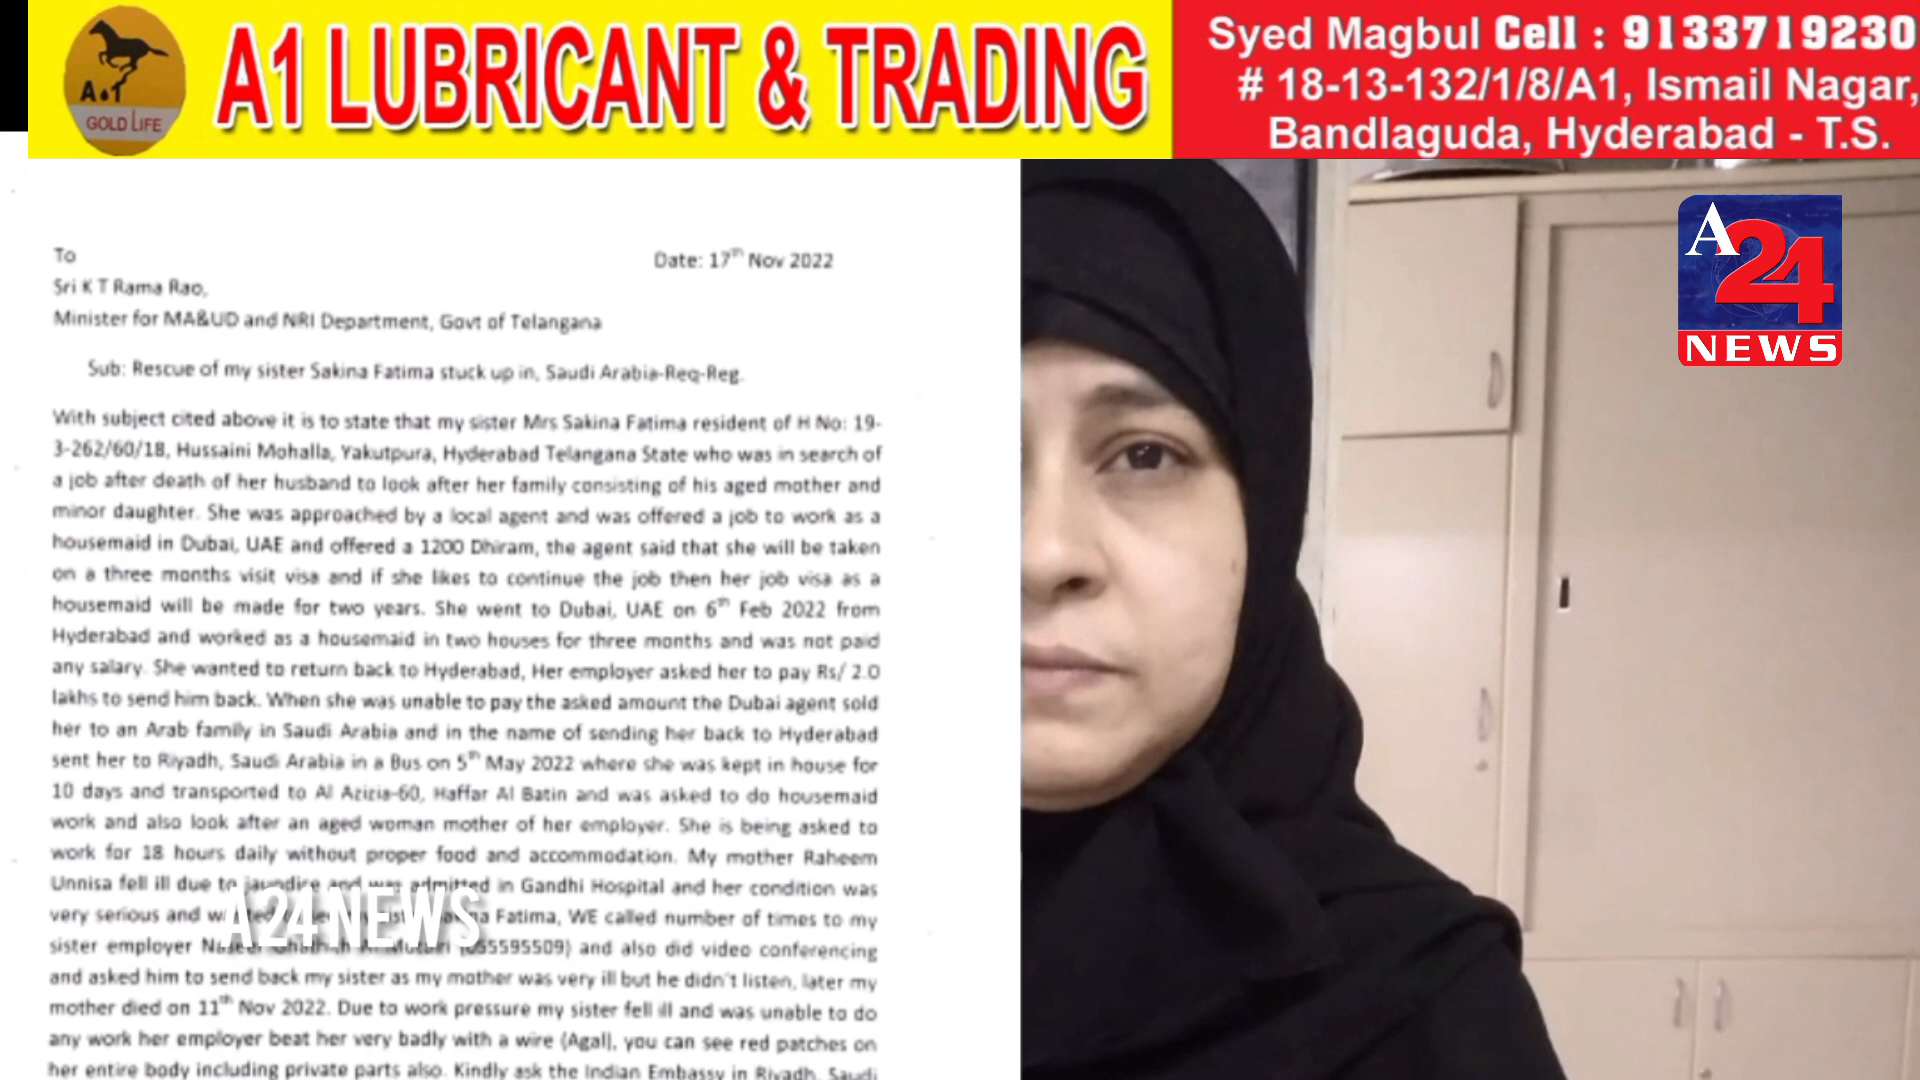 A1 LUBRICANT & TRADING
Syed Magbul Cell : 9133719230
# 18-13-132/1/8/A1, Ismail Nagar,
Bandlaguda, Hyderabad - T.S.
GOLD LIFE
A24
NEWS
To
Date: 17th Nov 2022
Sri K T Rama Rao,
Minister for MA&UD and NRI Department, Govt of Telangana
Sub: Rescue of my sister Sakina Fatima stuck up in, Saudi Arabia-Req-Reg.
With subject cited above it is to state that my sister Mrs Sakina Fatima resident of H No: 19-
3-262/60/18, Hussaini Mohalla, Yakutpura, Hyderabad Telangana State who was in search of
a job after death of her husband to look after her family consisting of his aged mother and
minor daughter. She was approached by a local agent and was offered a job to work as a
housemaid in Dubai, UAE and offered a 1200 Dhiram, the agent said that she will be taken
on a three months visit visa and if she likes to continue the job then her job visa as a
housemaid will be made for two years. She went to Dubai, UAE on 6th Feb 2022 from
Hyderabad and worked as a housemaid in two houses for three months and was not paid
any salary. She wanted to return back to Hyderabad, Her employer asked her to pay Rs/ 2.0
lakhs to send him back. When she was unable to pay the asked amount the Dubai agent sold
her to an Arab family in Saudi Arabia and in the name of sending her back to Hyderabad
sent her to Riyadh, Saudi Arabia in a Bus on 5th May 2022 where she was kept in house for
10 days and transported to Al Azizia-60, Haffar Al Batin and was asked to do housemaid
work and also look after an aged woman mother of her employer. She is being asked to
work for 18 hours daily without proper food and accommodation. My mother Raheem
Unnisa fell ill due to jaundice and was admitted in Gandhi Hospital and her condition was
very serious and Fatima, WE called number of times to my
sister employer and also did video conferencing
and asked him to send back my sister as my mother was very ill but he didn't listen, later my
mother died on 11th Nov 2022. Due to work pressure my sister fell ill and was unable to do
any work her employer beat her very badly with a wire (Agal), you can see red patches on
her entire body including private parts also. Kindly ask the Indian Embassy in Riyadh, Saudi
A24 NEWS